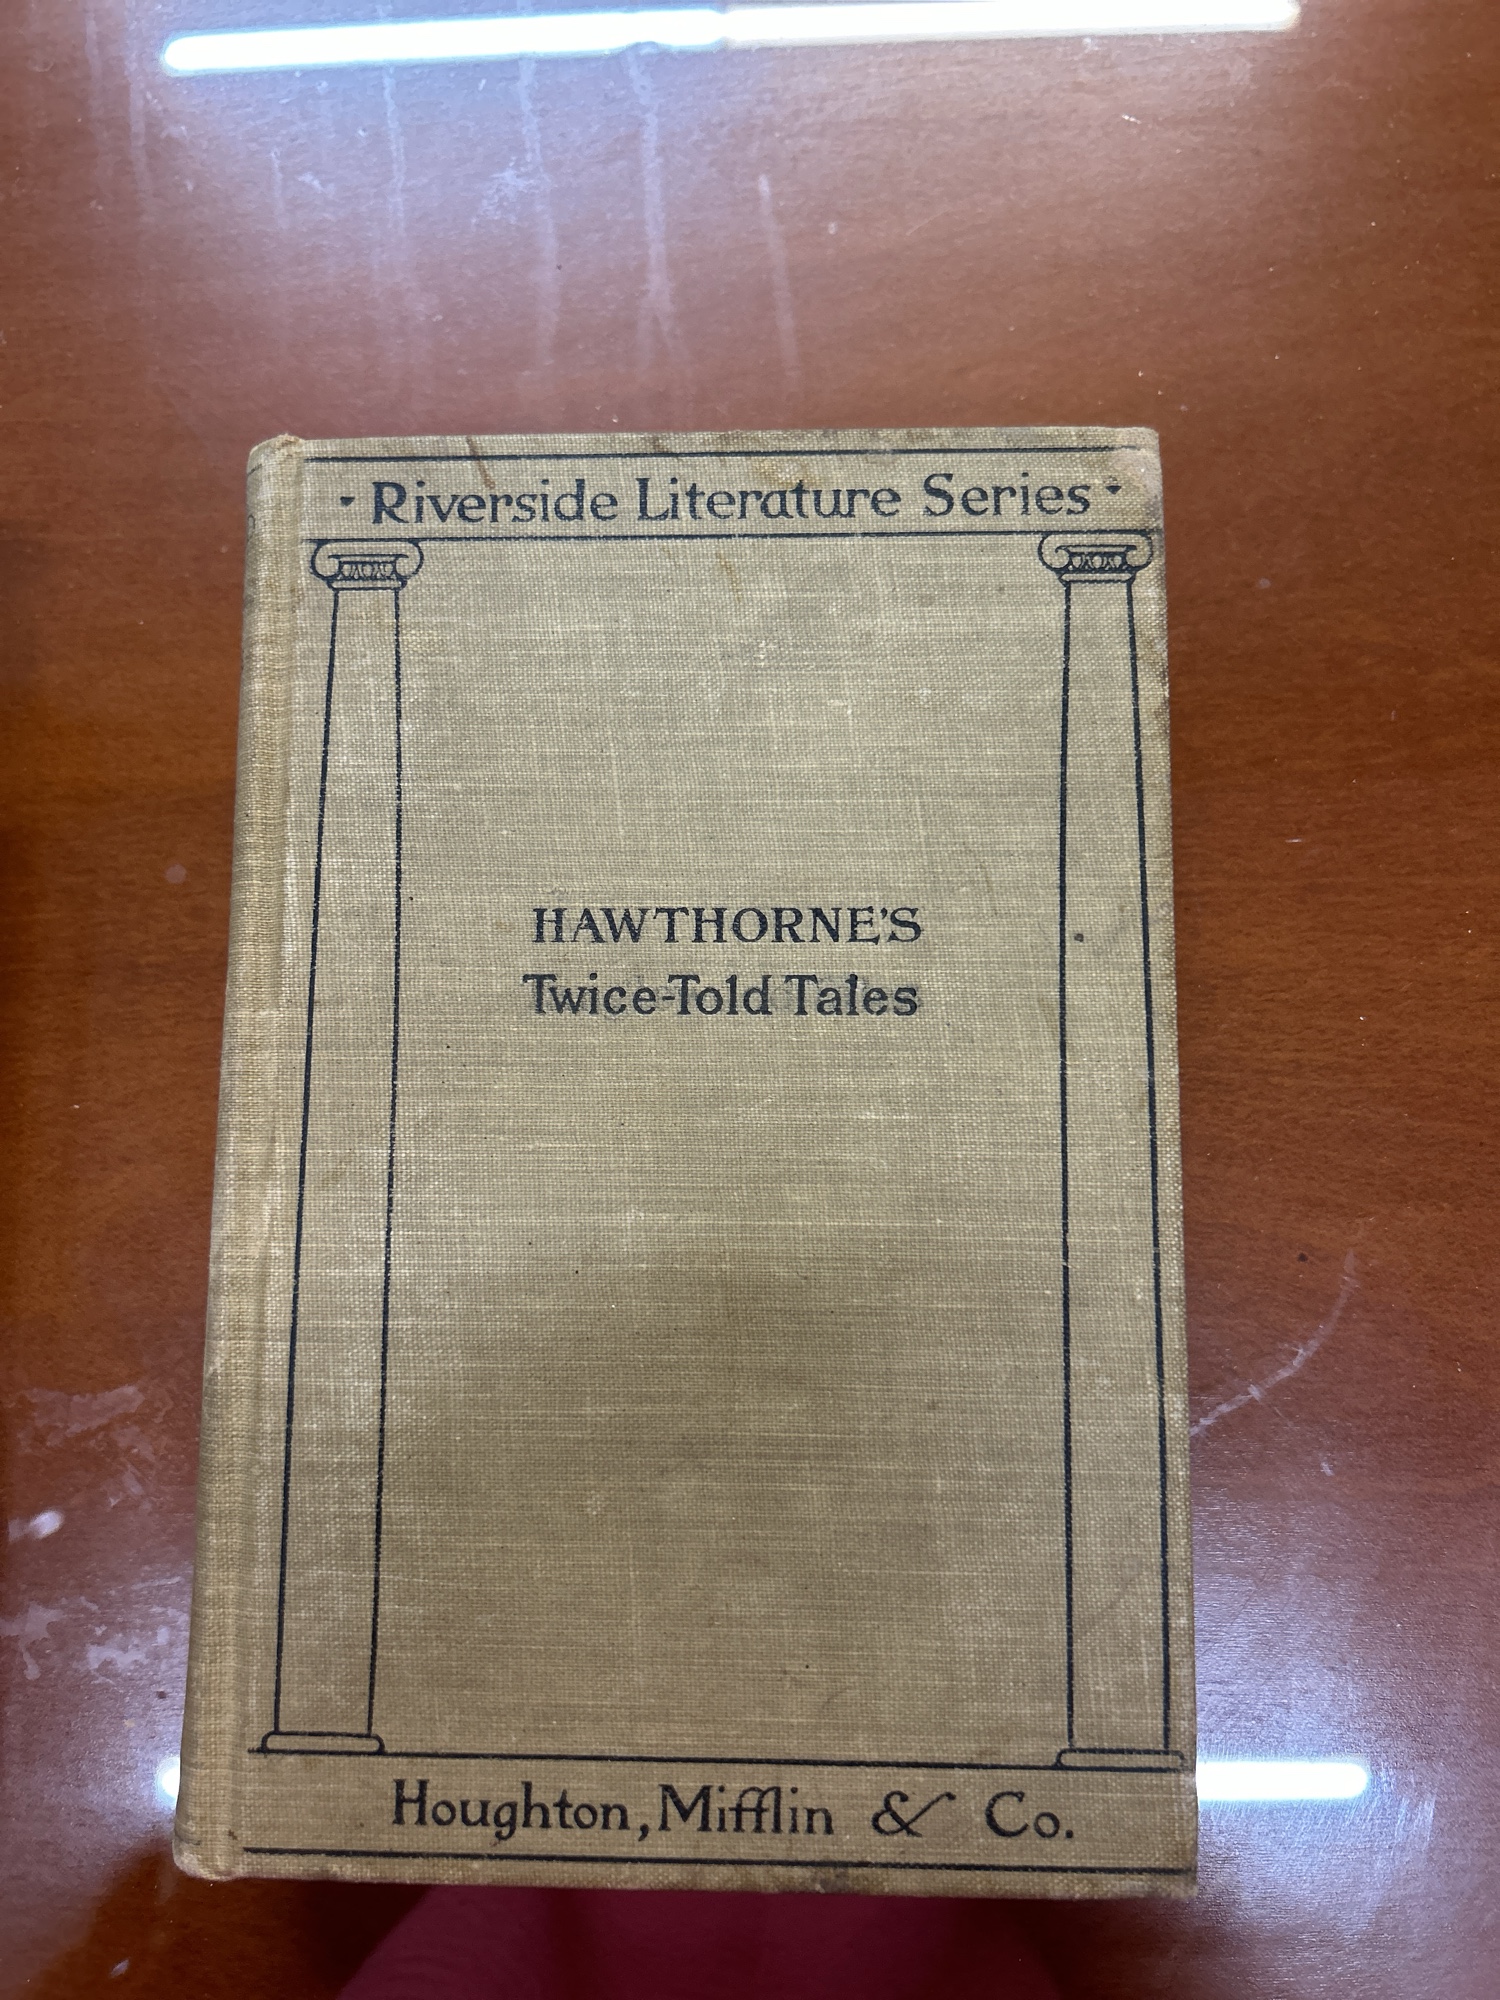 · Riverside Literature Series ·
HAWTHORNE'S
Twice-Told Tales
Houghton, Mifflin & Co.